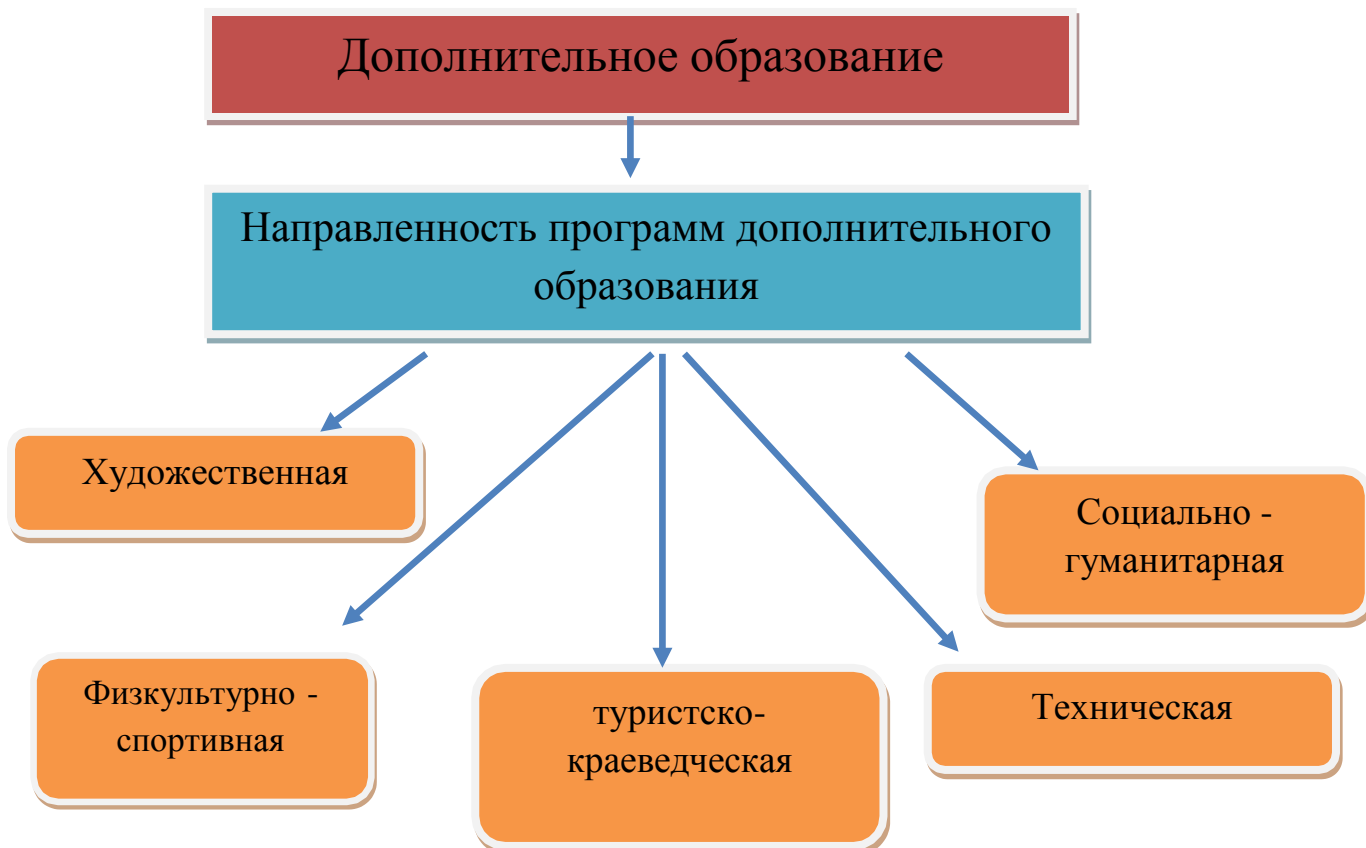 Дополнительное образование
Направленность программ дополнительного
образования
Художественная
Социально -
гуманитарная
Физкультурно -
спортивная
туристско-
краеведческая
Техническая